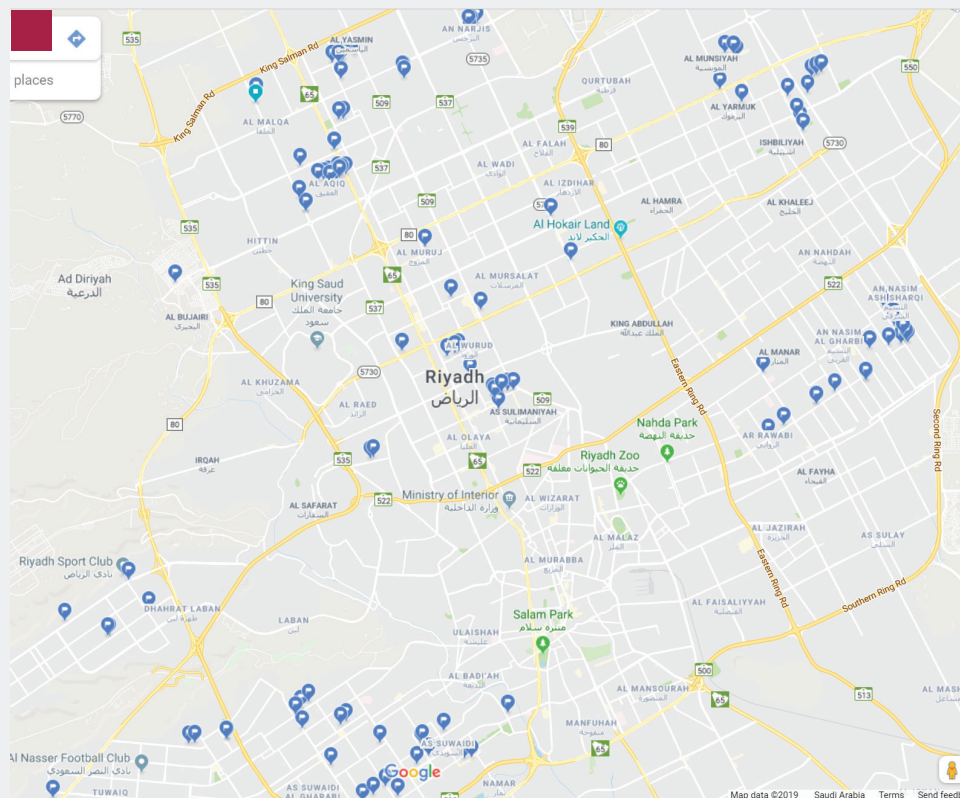 places
535
King Salman Rd
AL YASMIN
الياسمين
AN NARJIS
النرجس
5735
AL MUNSIYAH
المونسية
550
QURTUBAH
قرطبة
65
509
537
AL YARMUK
اليرموك
5770
King Salman Rd
AL MALQA
الملقا
539
80
AL FALAH
الفلاح
ISHBILIYAH
اشبيلية
5730
537
AL WADI
الوادي
AL AQIQ
العقيق
AL IZDIHAR
الازدهار
509
AL HAMRA
الحمراء
AL KHALEEJ
الخليج
535
HITTIN
حطين
80
Al Hokair Land
الحكير لاند
AL MURUJ
المروج
AN NAHDAH
النهضة
65
AL MURSALAT
المرسلات
522
Ad Diriyah
الدرعية
535
King Saud
University
جامعة الملك
سعود
80
537
AN NASIM
ASH SHARQI
النسيم
الشرقي
AL BUJAIRI
البجيري
KING ABDULLAH
الملك عبدالله
AN NASIM
AL GHARBI
النسيم
الغربي
AL WURUD
الورود
AL MANAR
المنار
5730
Riyadh
الرياض
AL KHUZAMA
الخزامى
Eastern Ring Rd
509
AL RAED
الرائد
AS SULIMANIYAH
السليمانية
80
Nahda Park
حديقة النهضة
AL OLAYA
العليا
AR RAWABI
الروابي
Second Ring Rd
IRQAH
عرقة
535
65
522
Riyadh Zoo
حديقة الحيوانات معلقه
AL FAYHA
الفيحاء
522
Ministry of Interior
وزارة الداخلية
AL WIZARAT
الوزارات
AL SAFARAT
السفارات
AL JAZIRAH
الجزيرة
AL MALAZ
الملز
AS SULAY
السلي
Riyadh Sport Club
نادي الرياض
AL MURABBA
المربع
Eastern Ring Rd
Southern Ring Rd
DHAHRAT LABAN
ظهرة لبن
AL FAISALIYYAH
الفيصلية
LABAN
لبن
Salam Park
منتزه سلام
ULAISHAH
عليشة
500
AL BADI'AH
البديعة
AL MANSOURAH
المنصورة
65
513
MANFUHAH
منفوحة
AS SUWAIDI
السويدي
65
Al Nasser Football Club
نادي النصر السعودي
Google
TUWAIQ
AS SUWAIDI
AL GHARABI
NAMAR
نمار
Map data ©2019
Saudi Arabia
Terms